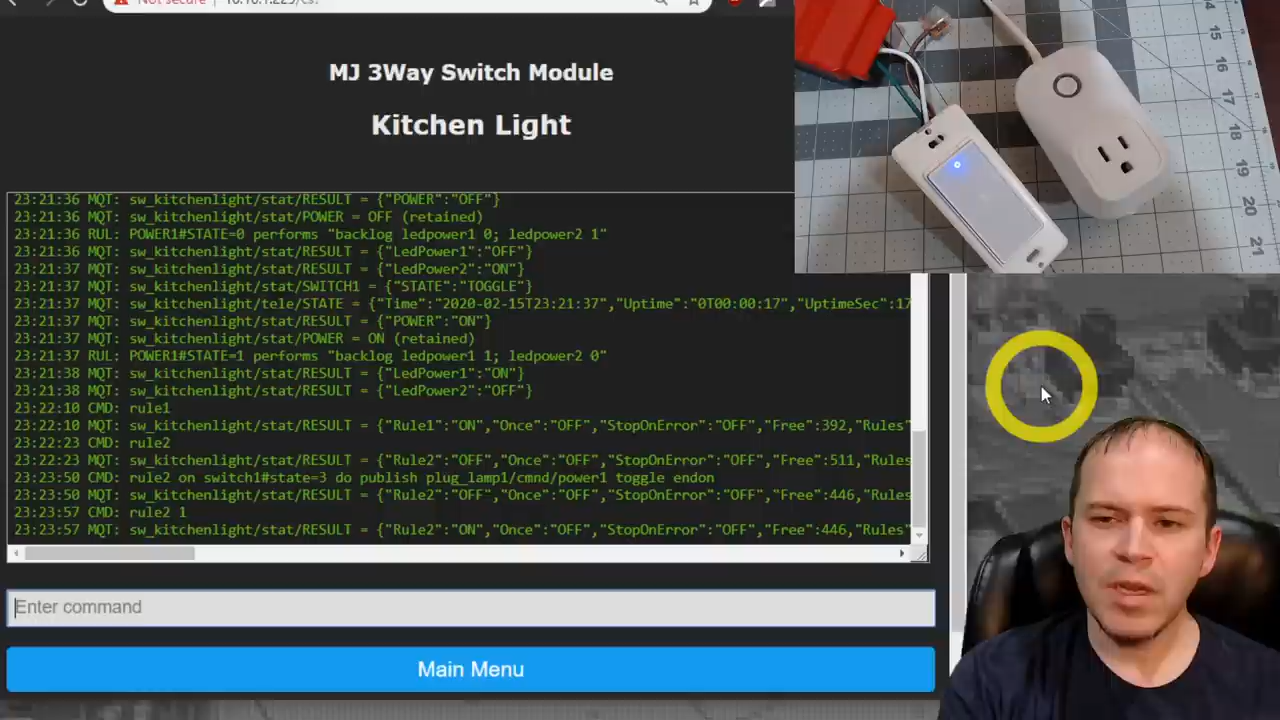 Not secure
MJ 3Way Switch Module
Kitchen Light
23:21:36 MQT: sw_kitchenlight/stat/RESULT = {"POWER":"OFF"}
23:21:36 MQT: sw_kitchenlight/stat/POWER = OFF (retained)
23:21:36 RUL: POWER1#STATE=0 performs "backlog ledpower1 0; ledpower2 1"
23:21:36 MQT: sw_kitchenlight/stat/RESULT = {"LedPower1":"OFF"}
23:21:37 MQT: sw_kitchenlight/stat/RESULT = {"LedPower2":"ON"}
23:21:37 MQT: sw_kitchenlight/stat/SWITCH1 = {"STATE":"TOGGLE"}
23:21:37 MQT: sw_kitchenlight/tele/STATE = {"Time":"2020-02-15T23:21:37","Uptime":"0T00:00:17","UptimeSec":17
23:21:37 MQT: sw_kitchenlight/stat/RESULT = {"POWER":"ON"}
23:21:37 MQT: sw_kitchenlight/stat/POWER = ON (retained)
23:21:37 RUL: POWER1#STATE=1 performs "backlog ledpower1 1; ledpower2 0"
23:21:38 MQT: sw_kitchenlight/stat/RESULT = {"LedPower1":"ON"}
23:21:38 MQT: sw_kitchenlight/stat/RESULT = {"LedPower2":"OFF"}
23:22:10 CMD: rule1
23:22:10 MQT: sw_kitchenlight/stat/RESULT = {"Rule1":"ON","Once":"OFF","StopOnError":"OFF","Free":392,"Rules"
23:22:23 CMD: rule2
23:22:23 MQT: sw_kitchenlight/stat/RESULT = {"Rule2":"OFF","Once":"OFF","StopOnError":"OFF","Free":511,"Rules
23:23:50 CMD: rule2 on switch1#state=3 do publish plug_lamp1/cmnd/power1 toggle endon
23:23:50 MQT: sw_kitchenlight/stat/RESULT = {"Rule2":"OFF","Once":"OFF","StopOnError":"OFF","Free":446,"Rules
23:23:57 CMD: rule2 1
23:23:57 MQT: sw_kitchenlight/stat/RESULT = {"Rule2":"ON","Once":"OFF","StopOnError":"OFF","Free":446,"Rules"
Enter command
Main Menu
14
15
16
17
18
19
20
21